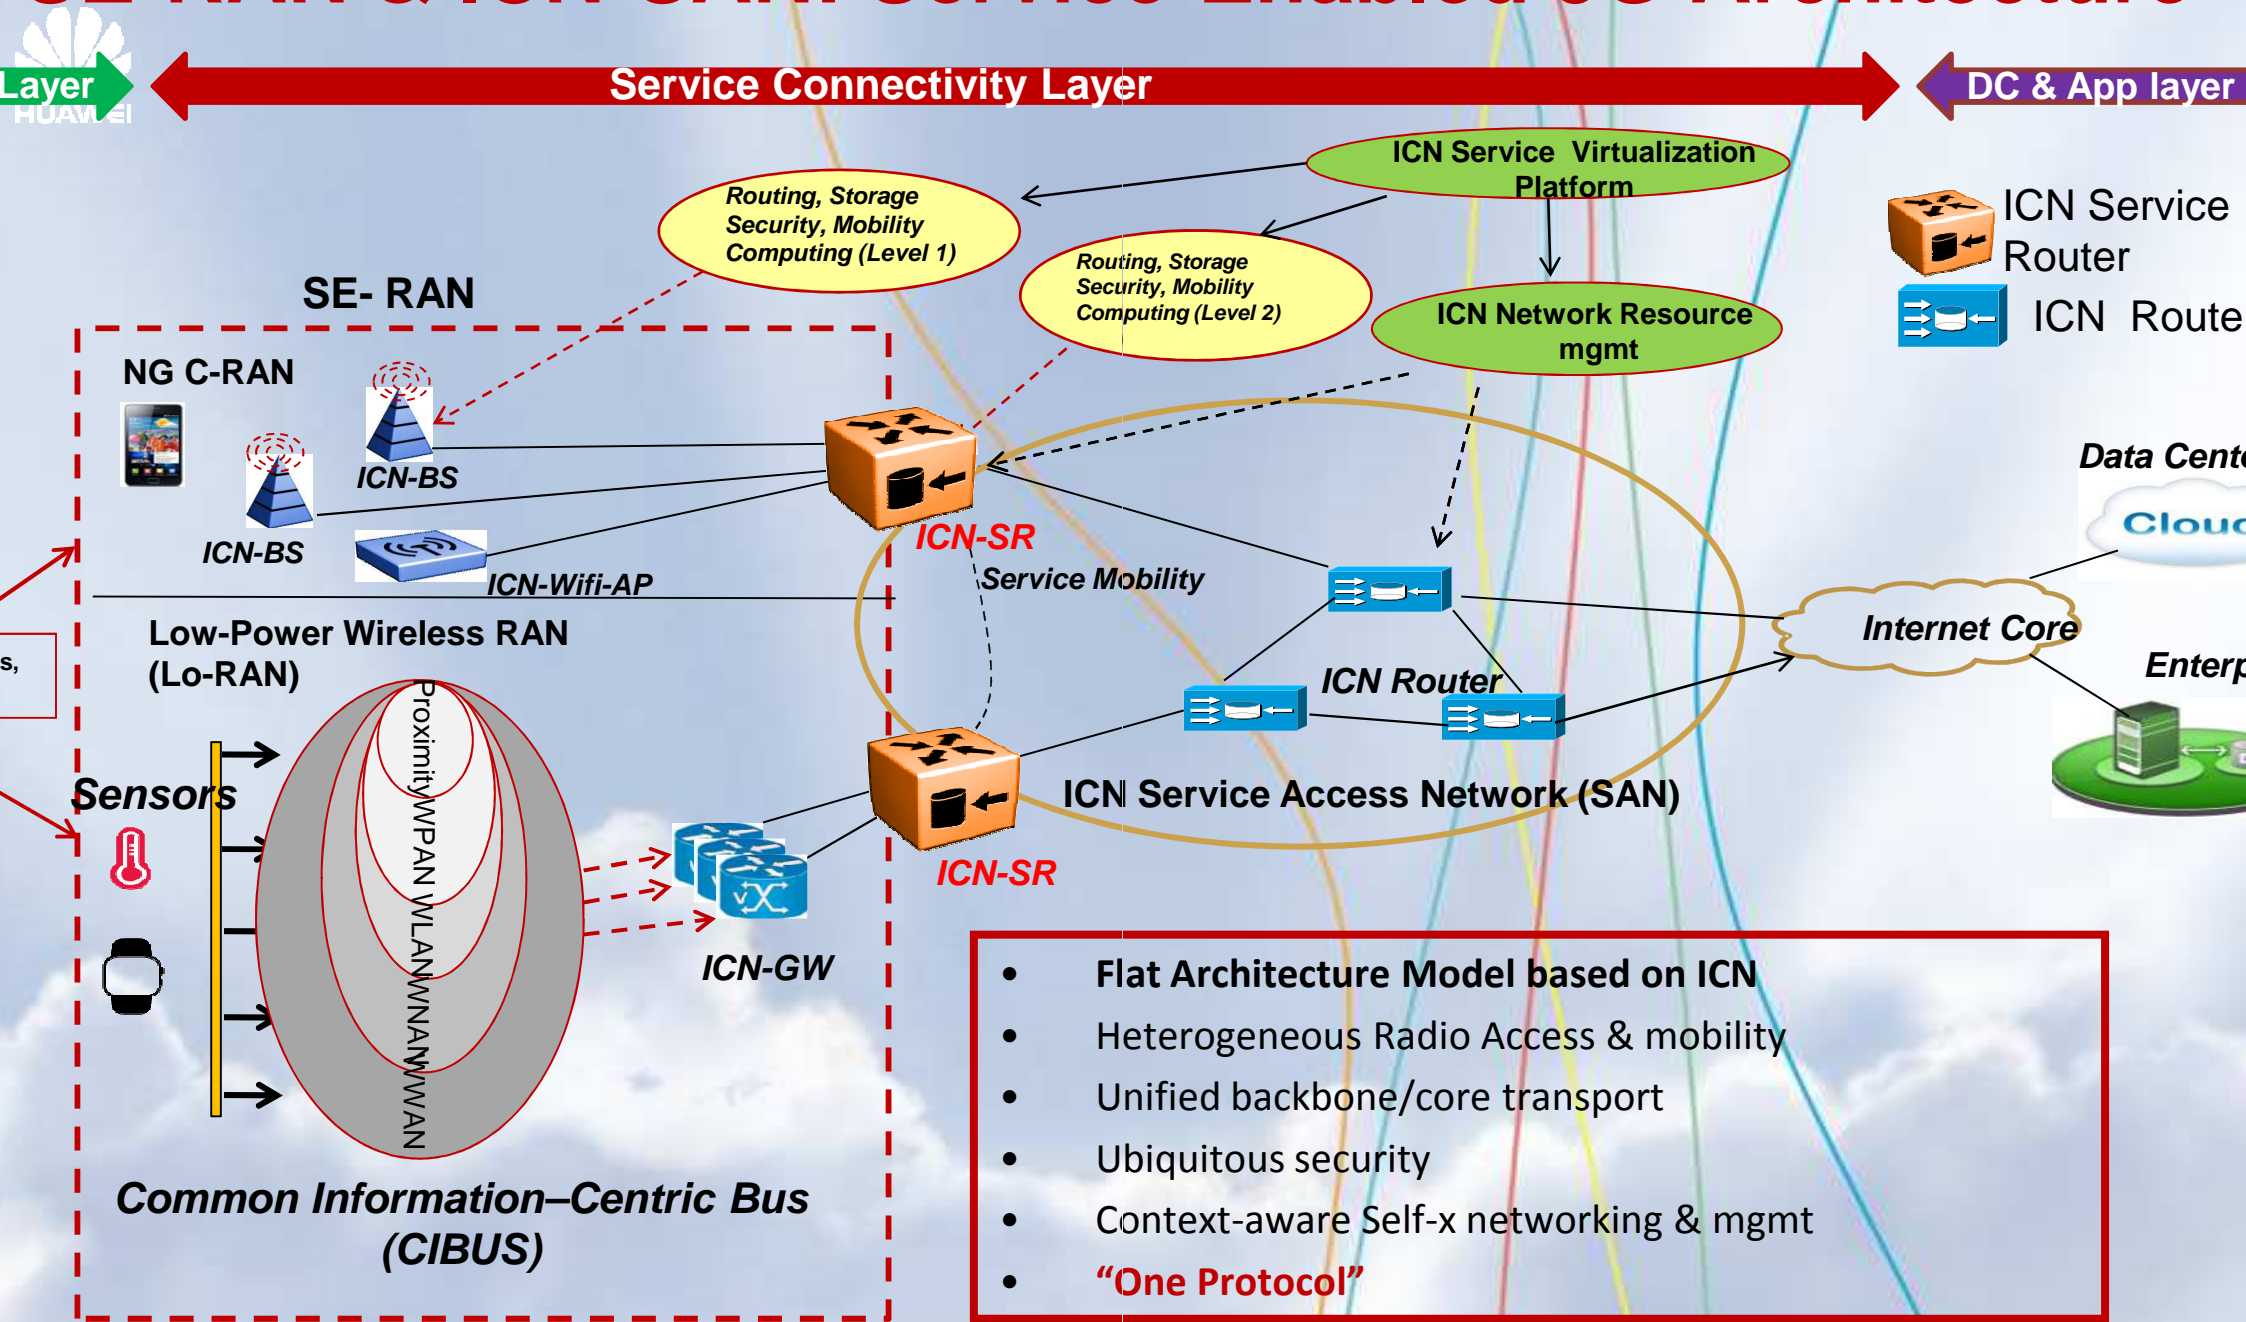 Layer
HUAWEI
Service Connectivity Layer
DC & App layer
ICN Service Virtualization
Platform
Routing, Storage
Security, Mobility
Computing (Level 1)
Routing, Storage
Security, Mobility
Computing (Level 2)
ICN Network Resource
mgmt
ICN Service
Router
ICN Route
SE- RAN
NG C-RAN
ICN-BS
ICN-BS
ICN-Wifi-AP
ICN-SR
Service Mobility
Data Cente
Cloud
Internet Core
Enterp
s,
Low-Power Wireless RAN
(Lo-RAN)
Sensors
Proximity
WPAN
WLAN
WNAN
WWAN
ICN Router
ICN Service Access Network (SAN)
ICN-SR
v
ICN-GW
Common Information–Centric Bus
(CIBUS)
• Flat Architecture Model based on ICN
• Heterogeneous Radio Access & mobility
• Unified backbone/core transport
• Ubiquitous security
• Context-aware Self-x networking & mgmt
• “One Protocol”